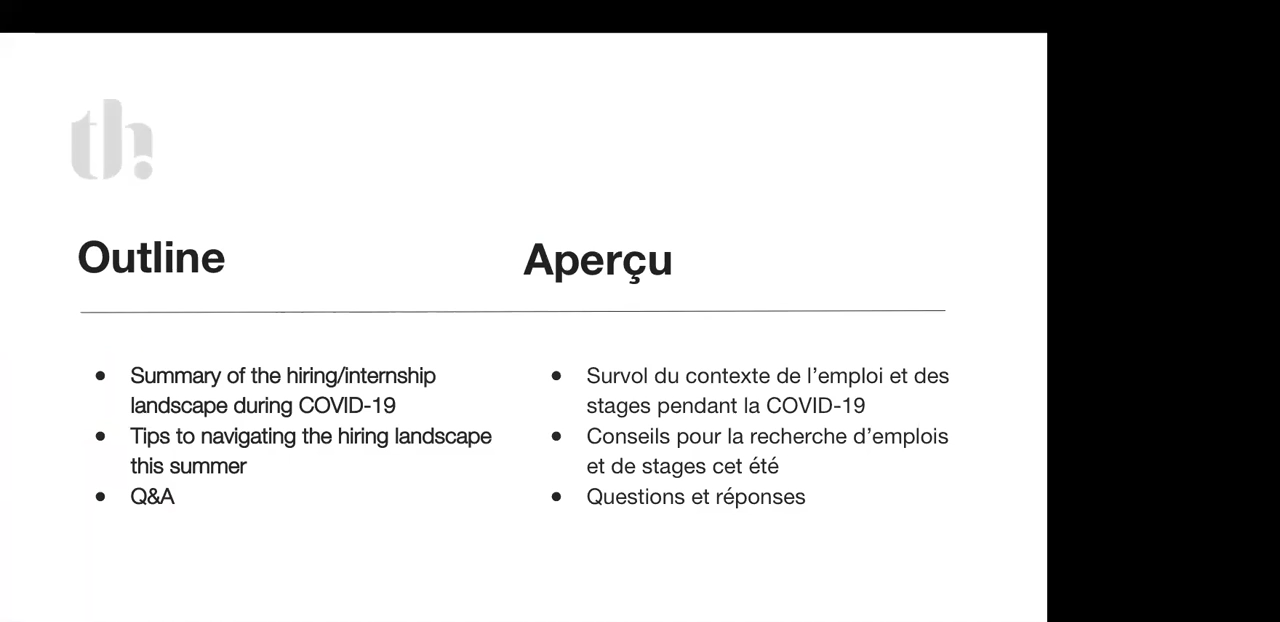 th
Outline
Aperçu
Summary of the hiring/internship
landscape during COVID-19
Tips to navigating the hiring landscape
this summer
Q&A
Survol du contexte de l’emploi et des
stages pendant la COVID-19
Conseils pour la recherche d’emplois
et de stages cet été
Questions et réponses